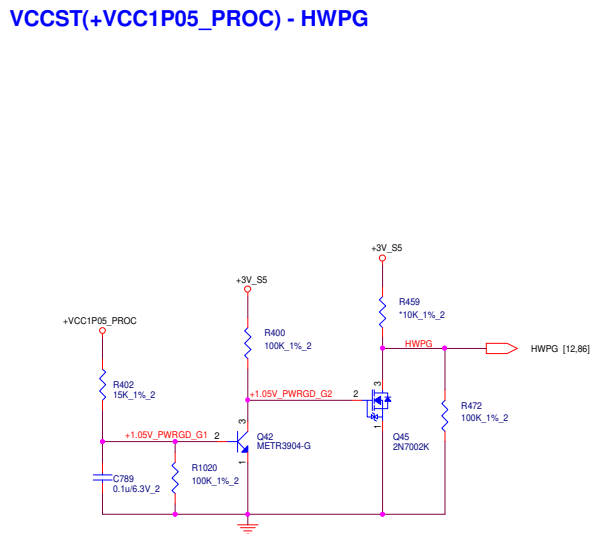 VCCST(+VCC1P05_PROC) - HWPG
+3V_S5
+3V_S5
R459
*10K_1%_2
+VCC1P05_PROC
R400
100K_1%_2
HWPG
HWPG [12,86]
R402
15K_1%_2
+1.05V_PWRGD_G2
2
3
1
R472
100K_1%_2
+1.05V_PWRGD_G1
2
3
1
Q42
METR3904-G
Q45
2N7002K
C789
0.1u/6.3V_2
R1020
100K_1%_2